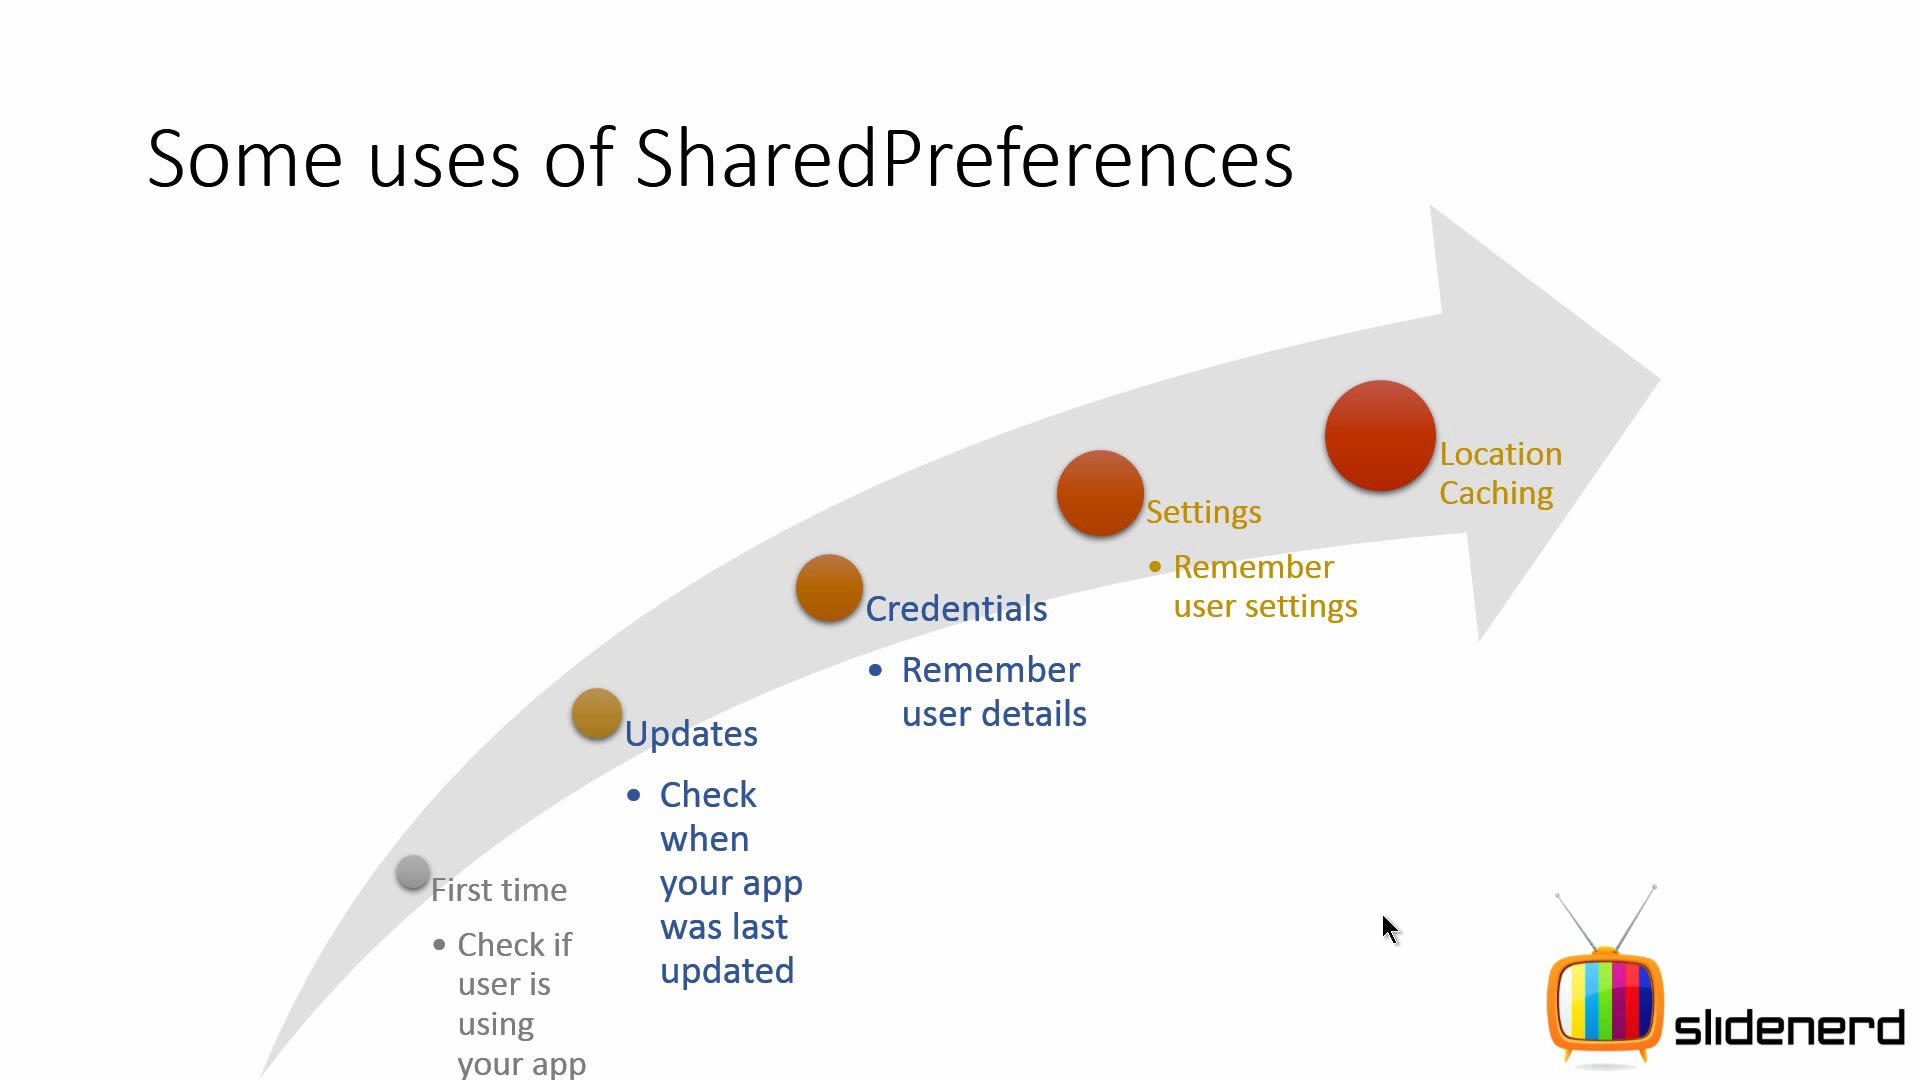 Some uses of SharedPreferences
First time
• Check if
user is
using
your app
Updates
• Check
when
your app
was last
updated
Credentials
• Remember
user details
Settings
• Remember
user settings
Location
Caching
slidenerd